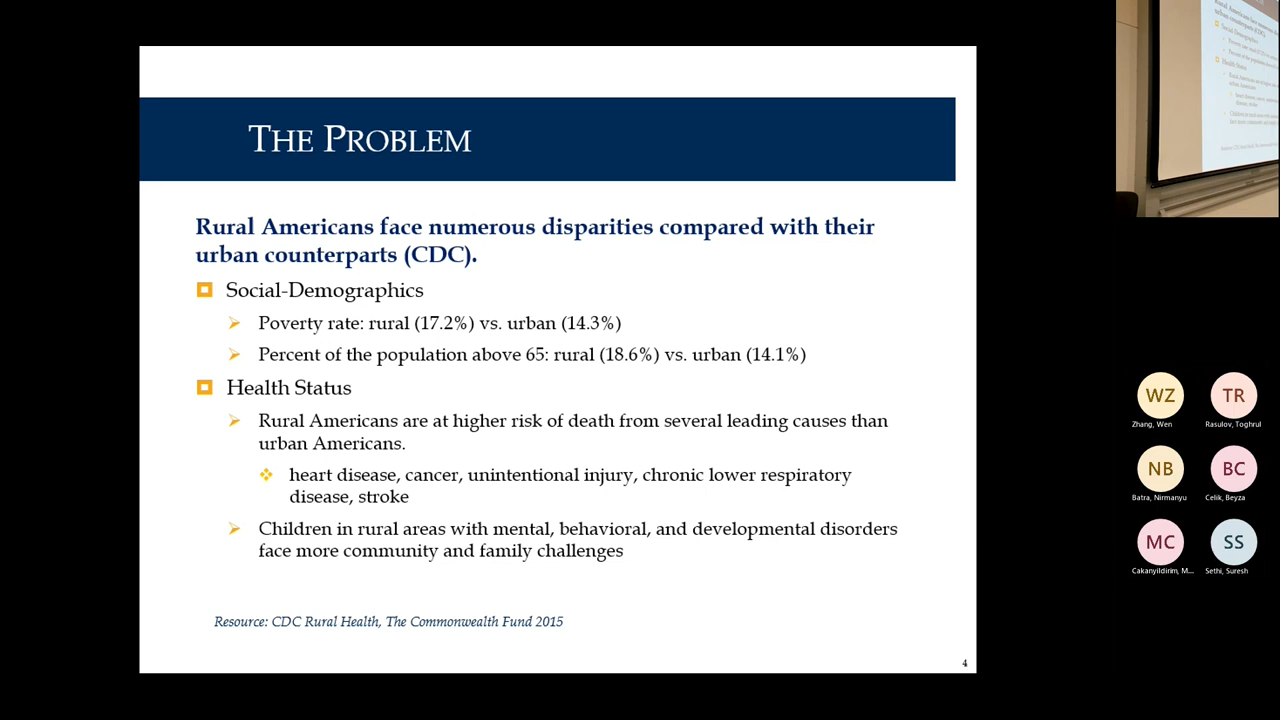 THE PROBLEM
Rural Americans face numerous disparities compared with their
urban counterparts (CDC).
Social-Demographics
Poverty rate: rural (17.2%) vs. urban (14.3%)
Percent of the population above 65: rural (18.6%) vs. urban (14.1%)
Health Status
Rural Americans are at higher risk of death from several leading causes than
urban Americans.
heart disease, cancer, unintentional injury, chronic lower respiratory
disease, stroke
Children in rural areas with mental, behavioral, and developmental disorders
face more community and family challenges
Resource: CDC Rural Health, The Commonwealth Fund 2015
4
WZ
TR
Zhang, Wen
Rasulov, Toghrul
NB
BC
Batra, Nirmanyu
Celik, Beyza
MC
SS
Cakanyildirim, M...
Sethi, Suresh